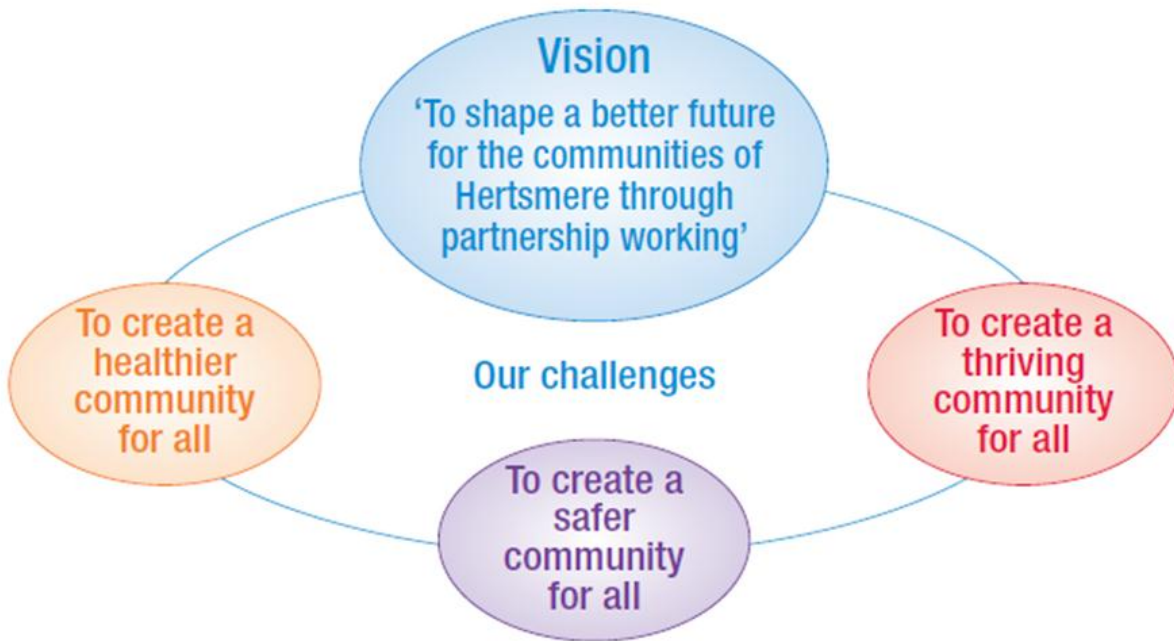 Vision
‘To shape a better future
for the communities of
Hertsmere through
partnership working’
To create a
healthier
community
for all
Our challenges
To create a
thriving
community
for all
To create a
safer
community
for all